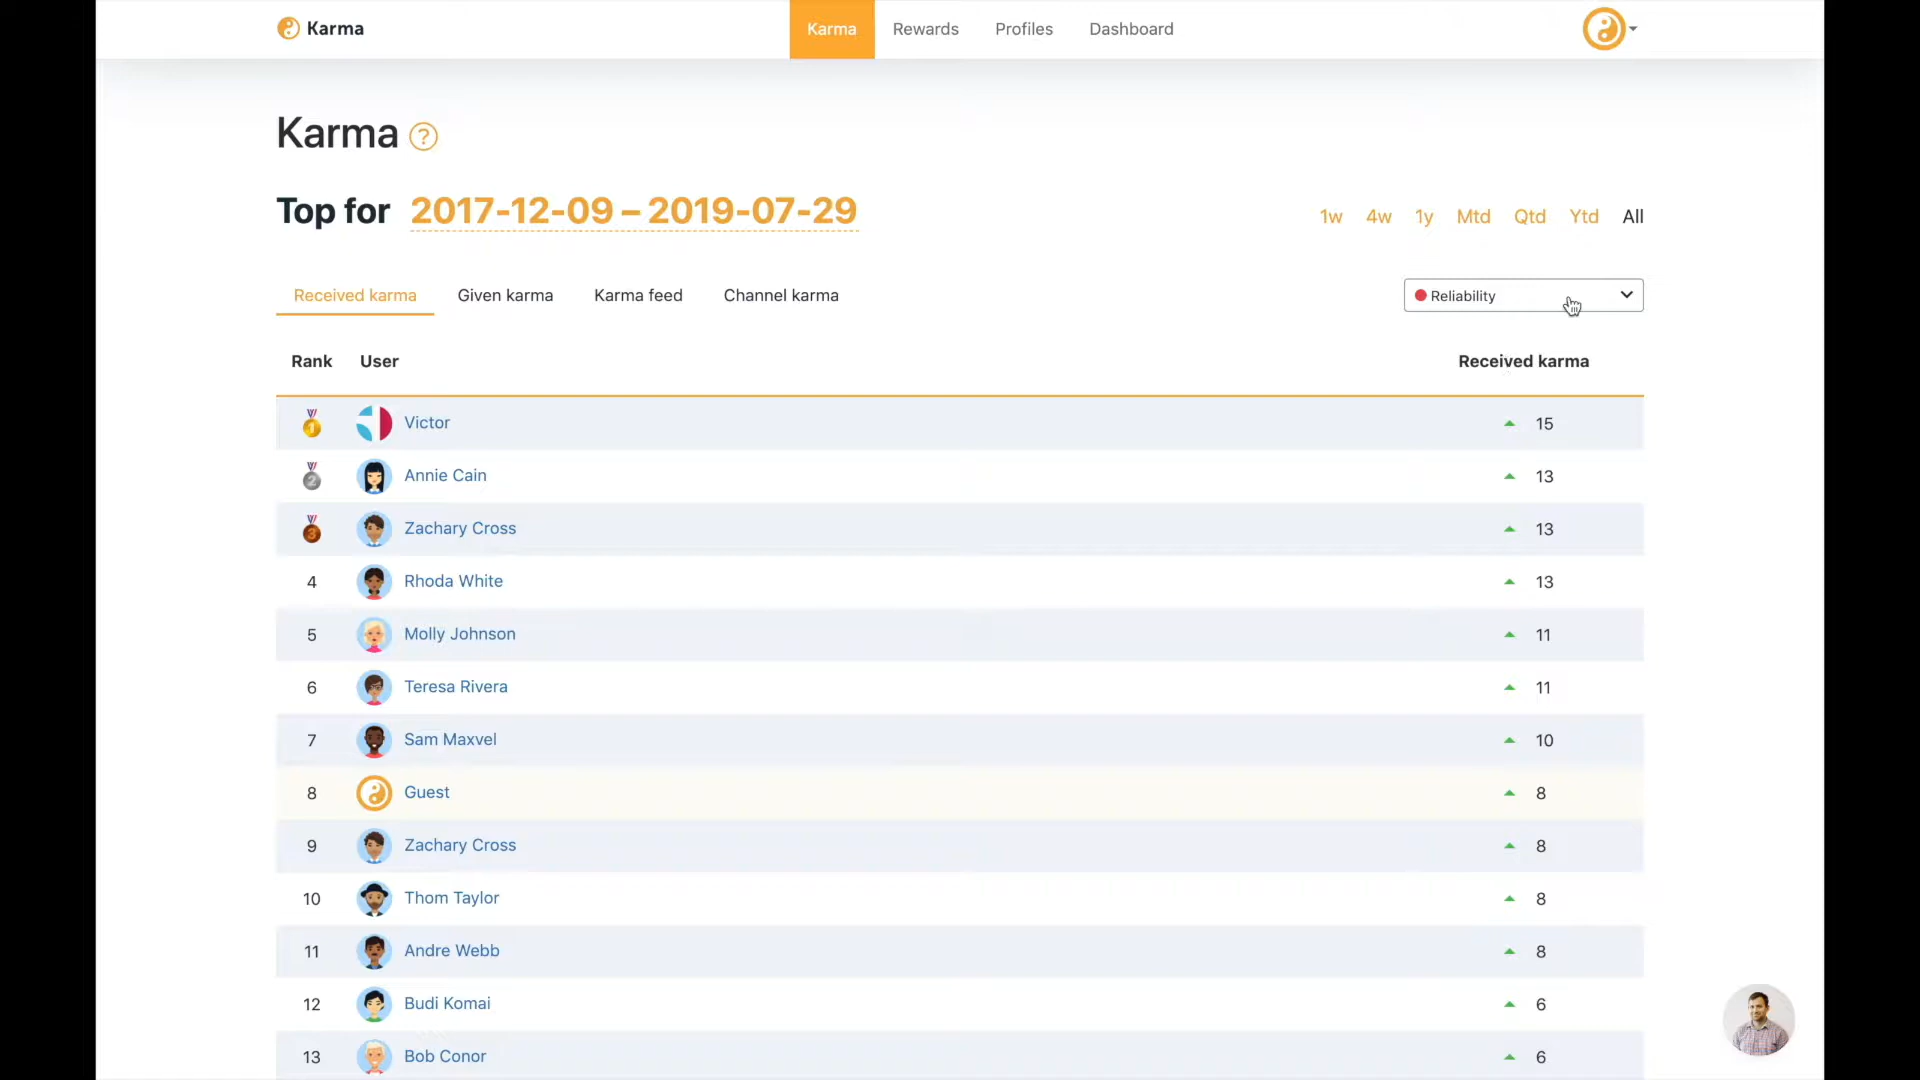 Karma
Karma Rewards Profiles Dashboard
Karma ?
Top for 2017-12-09 – 2019-07-29
1w 4w 1y Mtd Qtd Ytd All
Received karma Given karma Karma feed Channel karma
Reliability
Rank User Received karma
1 Victor 15
2 Annie Cain 13
3 Zachary Cross 13
4 Rhoda White 13
5 Molly Johnson 11
6 Teresa Rivera 11
7 Sam Maxvel 10
8 Guest 8
9 Zachary Cross 8
10 Thom Taylor 8
11 Andre Webb 8
12 Budi Komai 6
13 Bob Conor 6